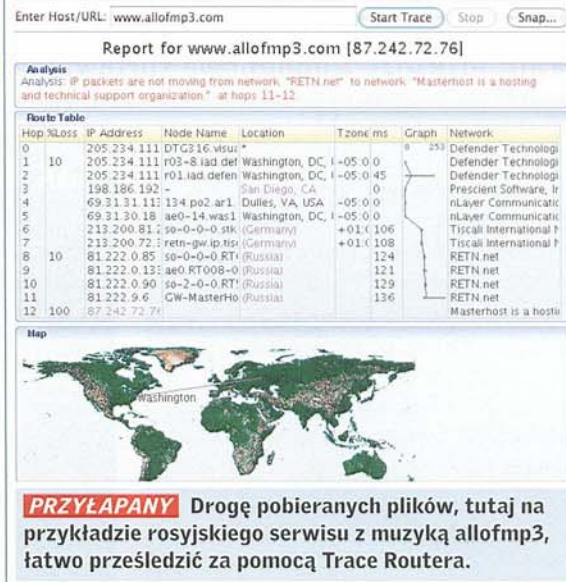 Enter Host/URL: www.allofmp3.com Start Trace Stop Snap...
Report for www.allofmp3.com [87.242.72.76]
Analysis
Analysis: IP packets are not moving from network "RETN.net" to network "Masterhost is a hosting
and technical support organization." at hops 11-12
Route Table
Hop %Loss IP Address Node Name Location Tzone ms Graph Network
0 205.234.111 DTG316.visua * 0 253 Defender Technologi
1 10 205.234.111 r03-8.iad.def Washington, DC, -05:0 0 Defender Technologi
2 205.234.111 r01.iad.defen Washington, DC, -05:0 45 Defender Technologi
3 198.186.192 - San Diego, CA 0 Prescient Software, Ir
4 69.31.31.113 134.po2.ar1. Dulles, VA, USA -05:0 0 nLayer Communicatic
5 69.31.30.18 ae0-14.was1 Washington, DC, -05:0 0 nLayer Communicatic
6 213.200.81.2 so-0-0-0.stk (Germany) +01:0 106 Tiscali International
7 213.200.72.3 retn-gw.ip.tis (Germany) +01:0 108 Tiscali International
8 10 81.222.0.85 so-0-0-0.RT (Russia) 124 RETN.net
9 81.222.0.13 ae0.RT008-0 (Russia) 121 RETN.net
10 81.222.0.90 so-2-0-0.RT (Russia) 129 RETN.net
11 81.222.9.6 GW-MasterHo (Russia) 136 RETN.net
12 100 87.242.72.76 Masterhost is a hostin
Map
Washington
PRZYŁAPANY Drogę pobieranych plików, tutaj na
przykładzie rosyjskiego serwisu z muzyką allofmp3,
łatwo prześledzić za pomocą Trace Routera.